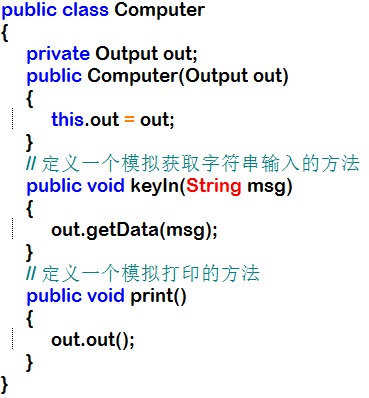 public class Computer
{
private Output out;
public Computer(Output out)
{
this.out = out;
}
// 定义一个模拟获取字符串输入的方法
public void keyIn(String msg)
{
out.getData(msg);
}
// 定义一个模拟打印的方法
public void print()
{
out.out();
}
}